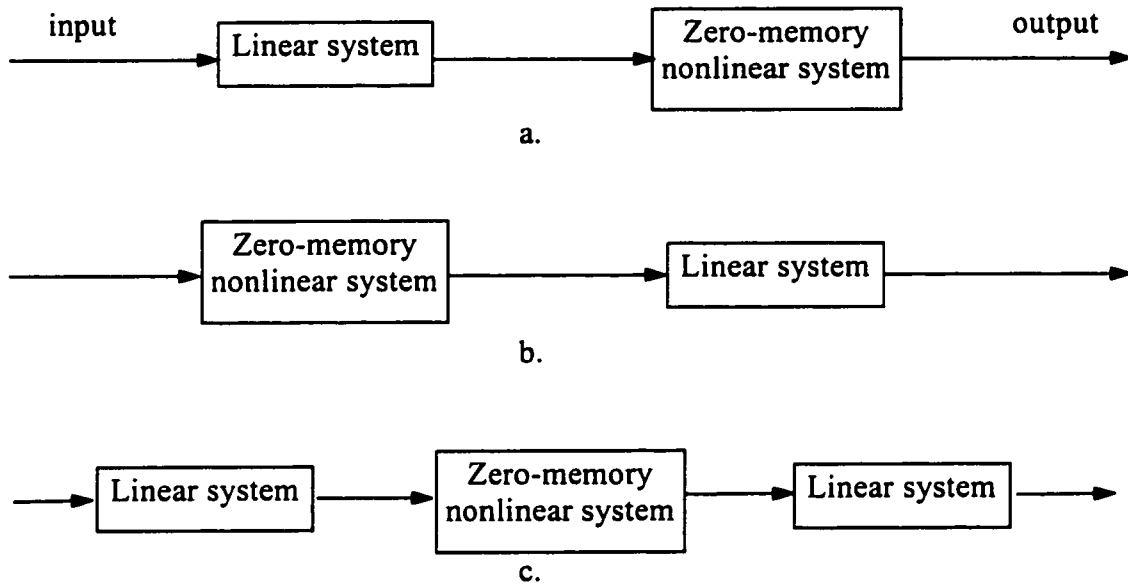 input
Linear system
Zero-memory
nonlinear system
output
a.
Zero-memory
nonlinear system
Linear system
b.
Linear system
Zero-memory
nonlinear system
Linear system
c.